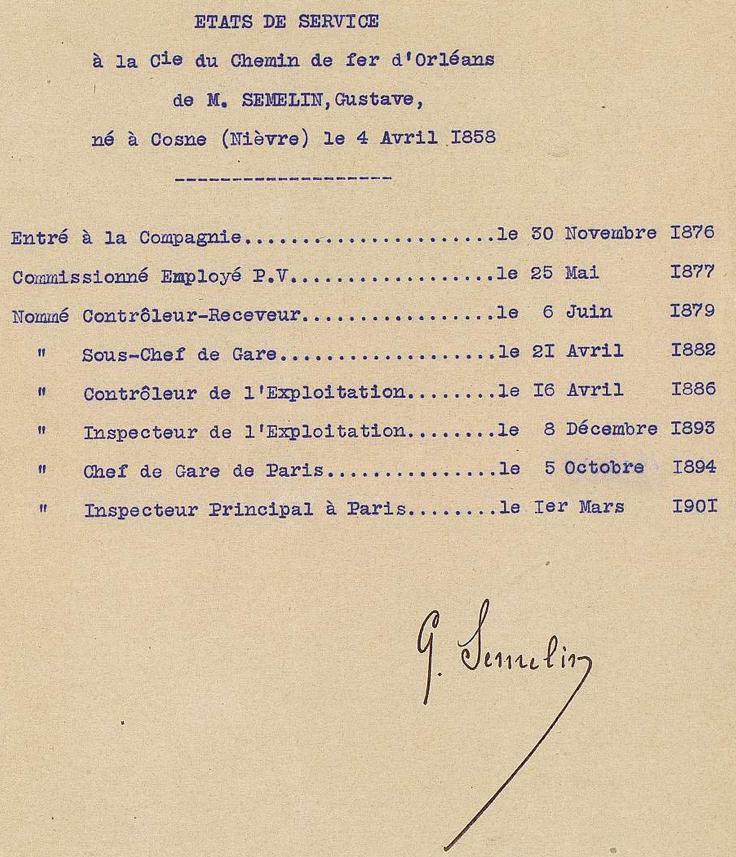 ETATS DE SERVICE
à la Cie du Chemin de fer d'Orléans
de M. SEMELIN, Gustave,
né à Cosne (Nièvre) le 4 Avril I858
-------------------
Entré à la Compagnie......................le 30 Novembre I876
Commissionné Employé P.V..................le 25 Mai I877
Nommé Contrôleur-Receveur.................le 6 Juin I879
" Sous-Chef de Gare...................le 2I Avril I882
" Contrôleur de l'Exploitation........le I6 Avril I886
" Inspecteur de l'Exploitation........le 8 Décembre I893
" Chef de Gare de Paris...............le 5 Octobre I894
" Inspecteur Principal à Paris........le Ier Mars I90I
G. Semelin